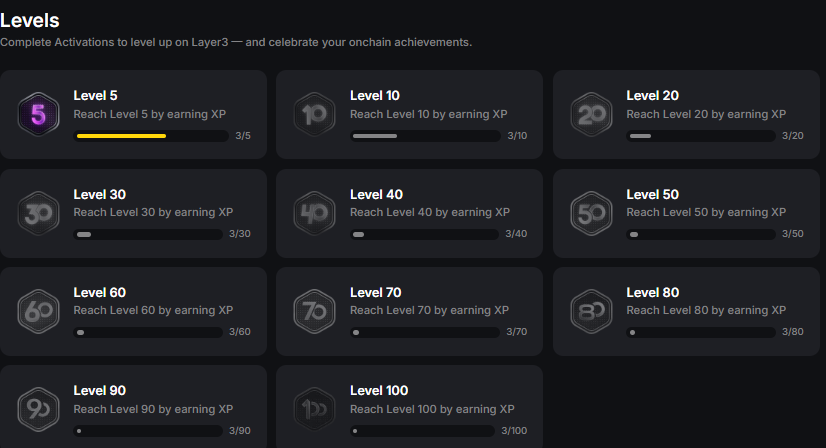 Levels
Complete Activations to level up on Layer3 — and celebrate your onchain achievements.
5
Level 5
Reach Level 5 by earning XP
3/5
10
Level 10
Reach Level 10 by earning XP
3/10
20
Level 20
Reach Level 20 by earning XP
3/20
30
Level 30
Reach Level 30 by earning XP
3/30
40
Level 40
Reach Level 40 by earning XP
3/40
50
Level 50
Reach Level 50 by earning XP
3/50
60
Level 60
Reach Level 60 by earning XP
3/60
70
Level 70
Reach Level 70 by earning XP
3/70
80
Level 80
Reach Level 80 by earning XP
3/80
90
Level 90
Reach Level 90 by earning XP
3/90
100
Level 100
Reach Level 100 by earning XP
3/100